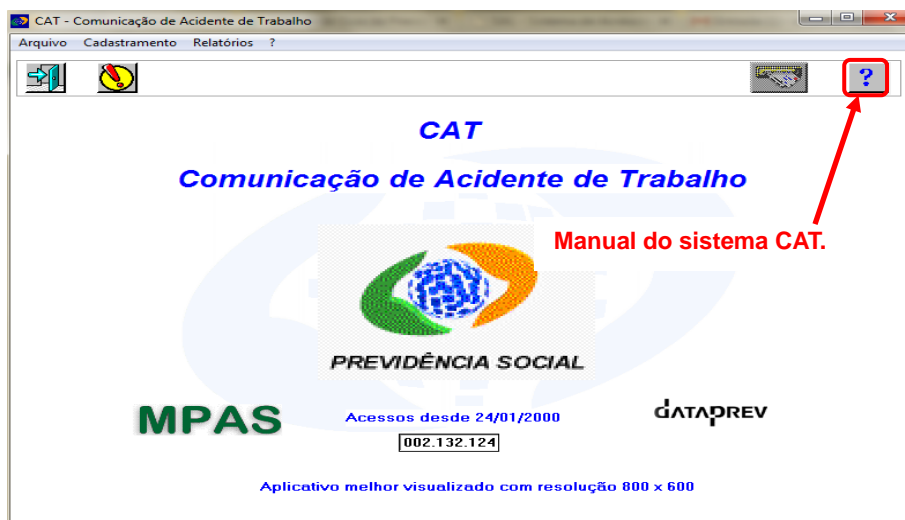 CAT - Comunicação de Acidente de Trabalho
Arquivo Cadastramento Relatórios ?
?
CAT
Comunicação de Acidente de Trabalho
Manual do sistema CAT.
PREVIDÊNCIA SOCIAL
MPAS
Acessos desde 24/01/2000
002.132.124
dATAPREV
Aplicativo melhor visualizado com resolução 800 x 600